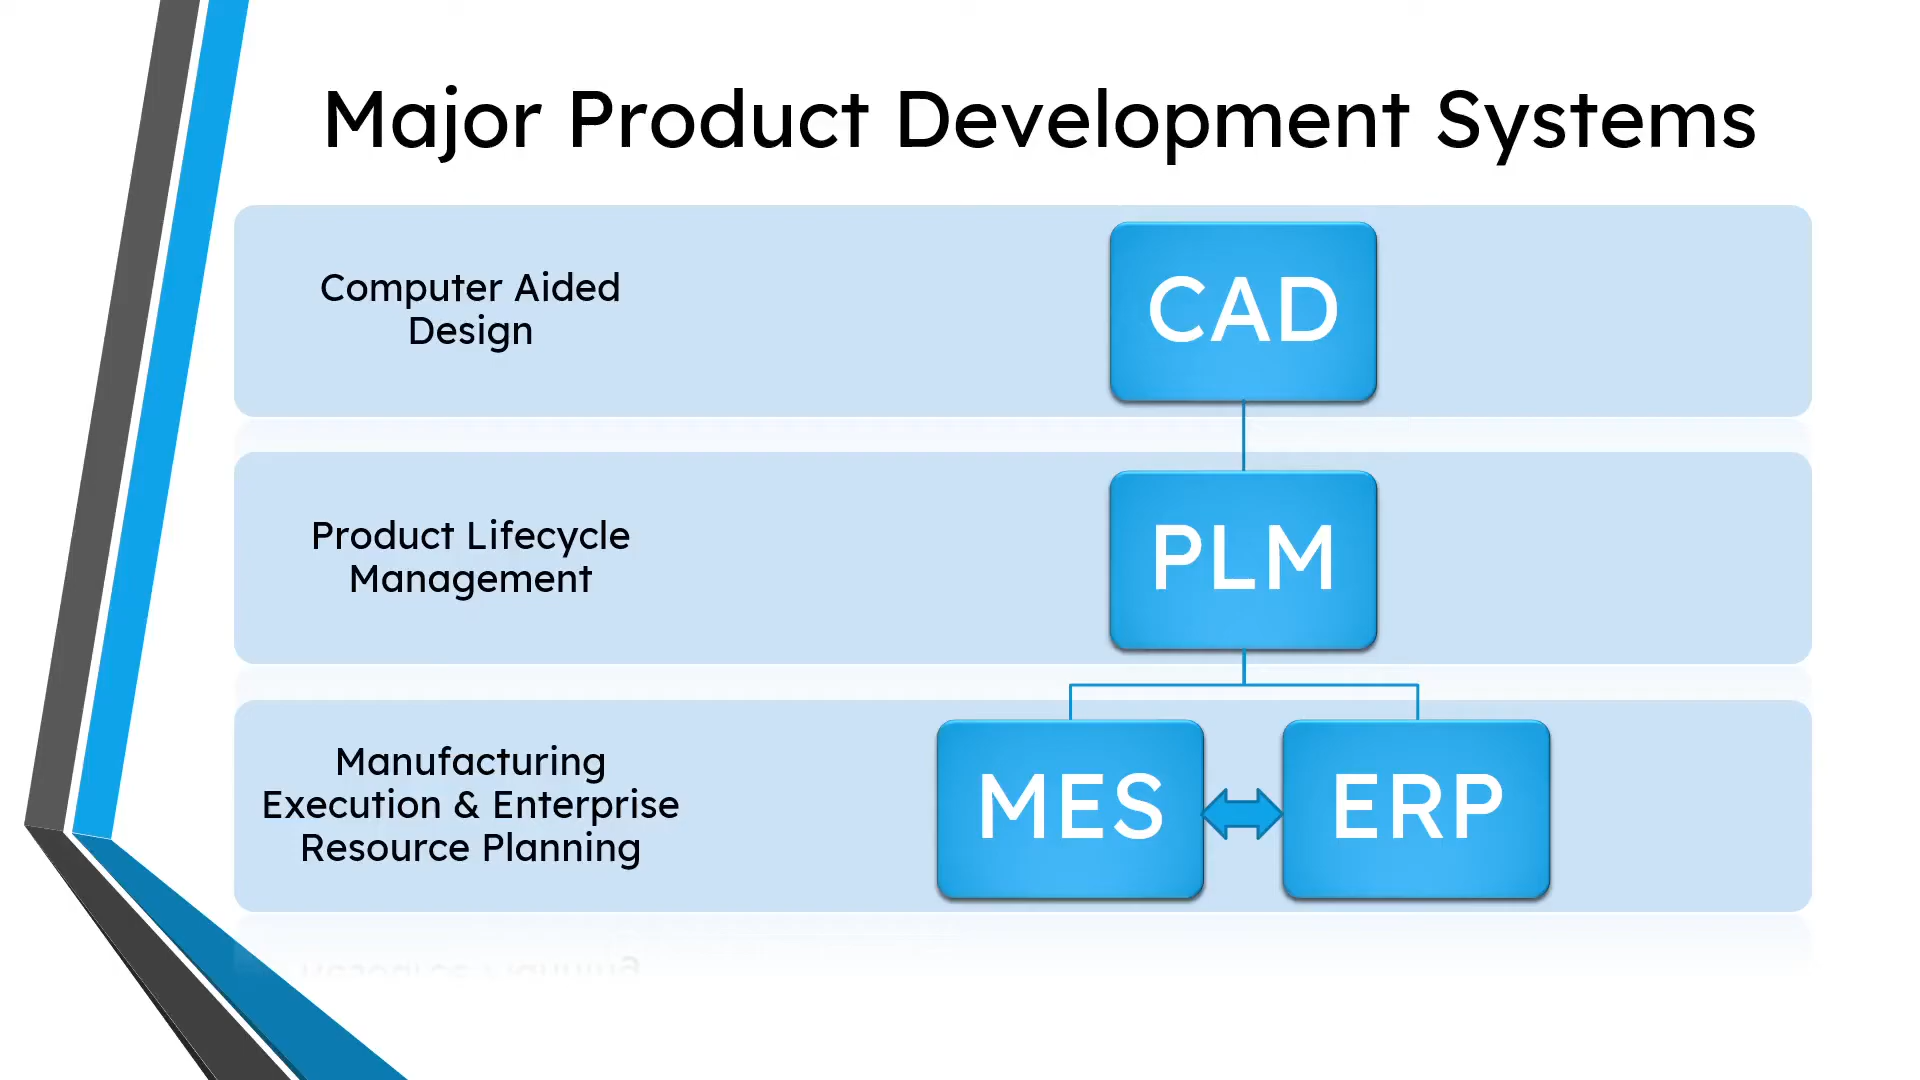 Major Product Development Systems
Computer Aided
Design
CAD
Product Lifecycle
Management
PLM
Manufacturing
Execution & Enterprise
Resource Planning
MES
ERP